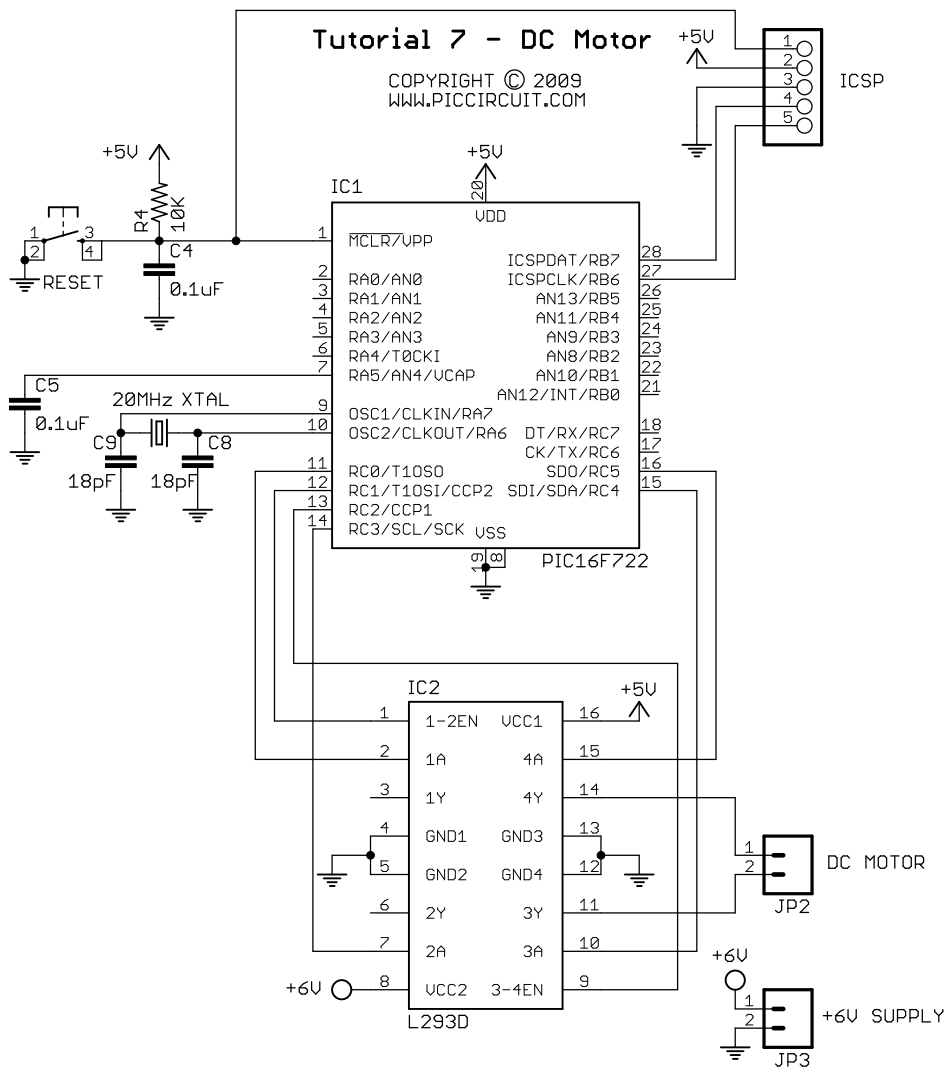 Tutorial 7 - DC Motor
COPYRIGHT © 2009
WWW.PICCIRCUIT.COM
+5V
1
2
3
4
5
ICSP
+5V
R4
10K
1
2
3
4
RESET
C4
0.1uF
IC1
+5V
20
VDD
1
MCLR/VPP
2
RA0/AN0
3
RA1/AN1
4
RA2/AN2
5
RA3/AN3
6
RA4/T0CKI
7
RA5/AN4/VCAP
9
OSC1/CLKIN/RA7
10
OSC2/CLKOUT/RA6
11
RC0/T1OSO
12
RC1/T1OSI/CCP2
13
RC2/CCP1
14
RC3/SCL/SCK
ICSPDAT/RB7
28
ICSPCLK/RB6
27
AN13/RB5
26
AN11/RB4
25
AN9/RB3
24
AN8/RB2
23
AN10/RB1
22
AN12/INT/RB0
21
DT/RX/RC7
18
CK/TX/RC6
17
SDO/RC5
16
SDI/SDA/RC4
15
VSS
19
8
PIC16F722
C5
0.1uF
20MHz XTAL
C9
18pF
C8
18pF
IC2
+5V
1
1-2EN
VCC1
16
2
1A
4A
15
3
1Y
4Y
14
4
GND1
GND3
13
5
GND2
GND4
12
6
2Y
3Y
11
7
2A
3A
10
+6V
8
VCC2
3-4EN
9
L293D
1
2
DC MOTOR
JP2
+6V
1
2
+6V SUPPLY
JP3